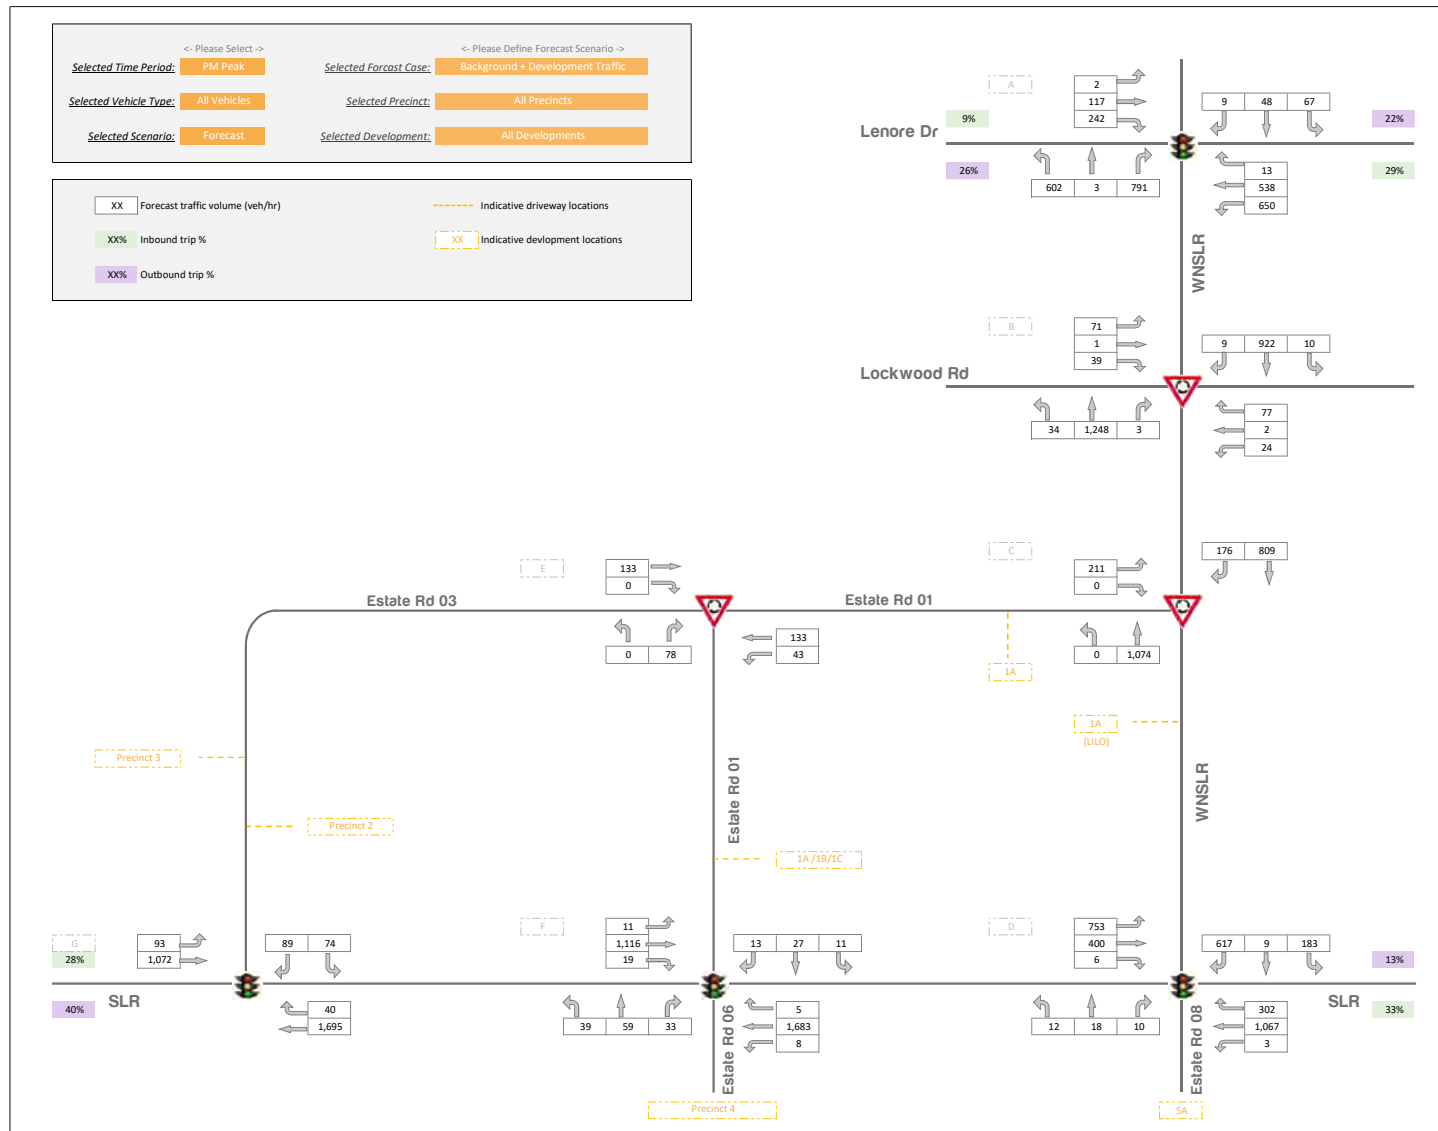 <- Please Select ->
<- Please Define Forecast Scenario ->
Selected Time Period: PM Peak
Selected Forcast Case: Background + Development Traffic
Selected Vehicle Type: All Vehicles
Selected Precinct: All Precincts
Selected Scenario: Forecast
Selected Development: All Developments
XX Forecast traffic volume (veh/hr)
Indicative driveway locations
XX% Inbound trip %
XX Indicative devlopment locations
XX% Outbound trip %
A
2
117
242
9 48 67
9%
22%
Lenore Dr
26%
29%
602 3 791
13
538
650
WNSLR
B
71
1
39
9 922 10
Lockwood Rd
34 1,248 3
77
2
24
E
133
0
C
211
0
176 809
Estate Rd 03
Estate Rd 01
0 78
133
43
0 1,074
1A
1A
(LILO)
Precinct 3
Estate Rd 01
WNSLR
Precinct 2
1A /1B/1C
G
28%
93
1,072
89 74
F
11
1,116
19
13 27 11
D
753
400
6
617 9 183
13%
SLR
SLR
40%
33%
40
1,695
39 59 33
Estate Rd 06
5
1,683
8
12 18 10
Estate Rd 08
302
1,067
3
Precinct 4
5A